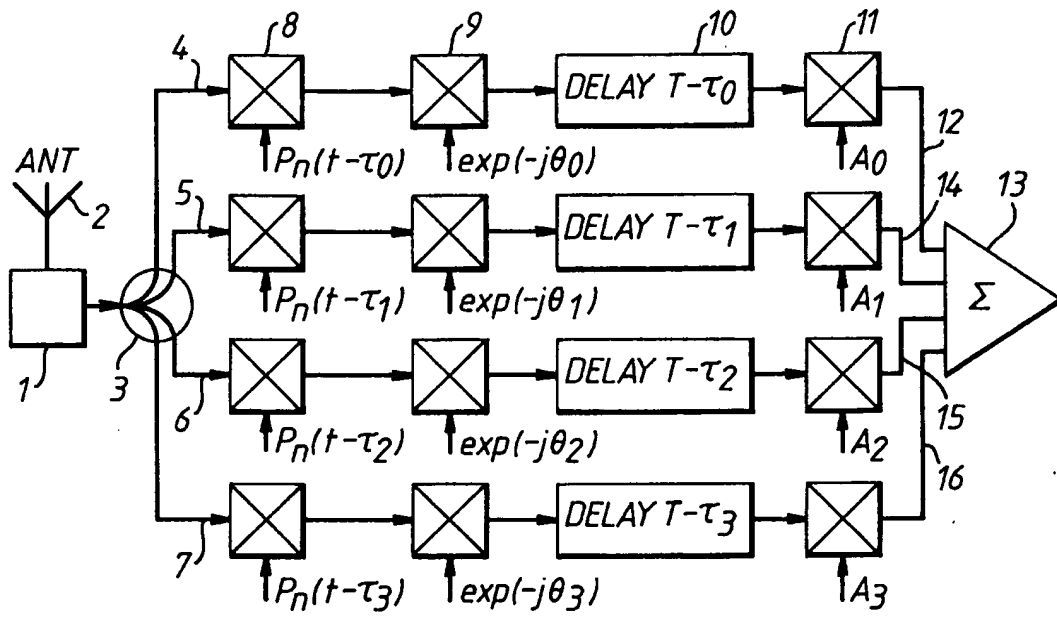 8 9 10 11
4
DELAY T-τ₀
12
ANT
Pₙ(t-τ₀) exp(-jθ₀) A₀
14 13
2 5
DELAY T-τ₁
Pₙ(t-τ₁) exp(-jθ₁) A₁
Σ
1 3
6
DELAY T-τ₂
15
Pₙ(t-τ₂) exp(-jθ₂) A₂
16
7
DELAY T-τ₃
Pₙ(t-τ₃) exp(-jθ₃) A₃